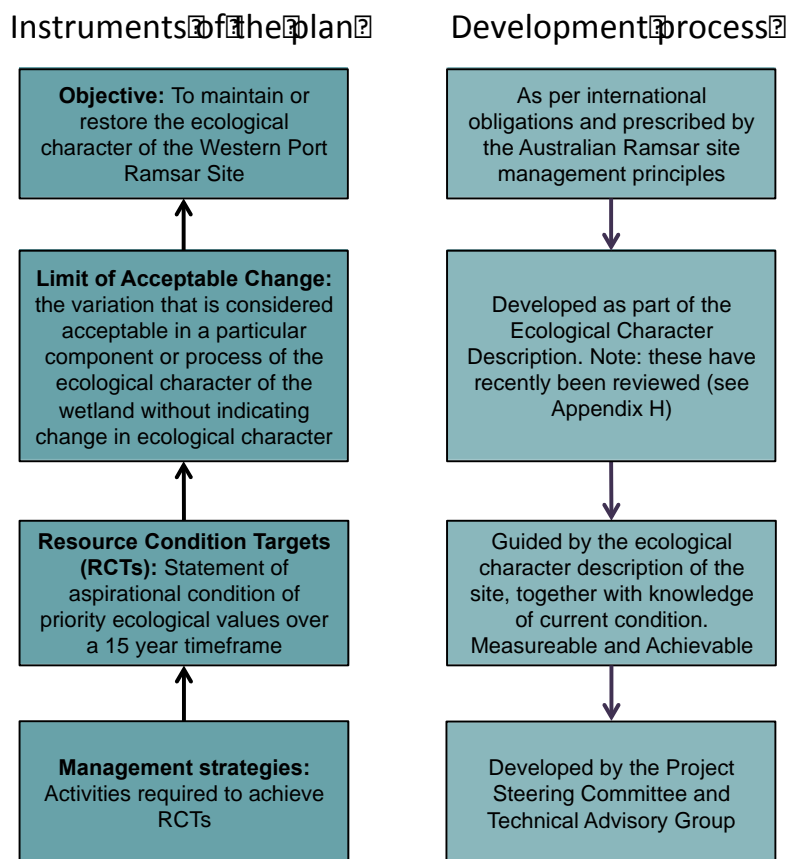 Instruments of the plan
Development process
Objective: To maintain or
restore the ecological
character of the Western Port
Ramsar Site
As per international
obligations and prescribed by
the Australian Ramsar site
management principles
Limit of Acceptable Change:
the variation that is considered
acceptable in a particular
component or process of the
ecological character of the
wetland without indicating
change in ecological character
Developed as part of the
Ecological Character
Description. Note: these have
recently been reviewed (see
Appendix H)
Resource Condition Targets
(RCTs): Statement of
aspirational condition of
priority ecological values over
a 15 year timeframe
Guided by the ecological
character description of the
site, together with knowledge
of current condition.
Measureable and Achievable
Management strategies:
Activities required to achieve
RCTs
Developed by the Project
Steering Committee and
Technical Advisory Group